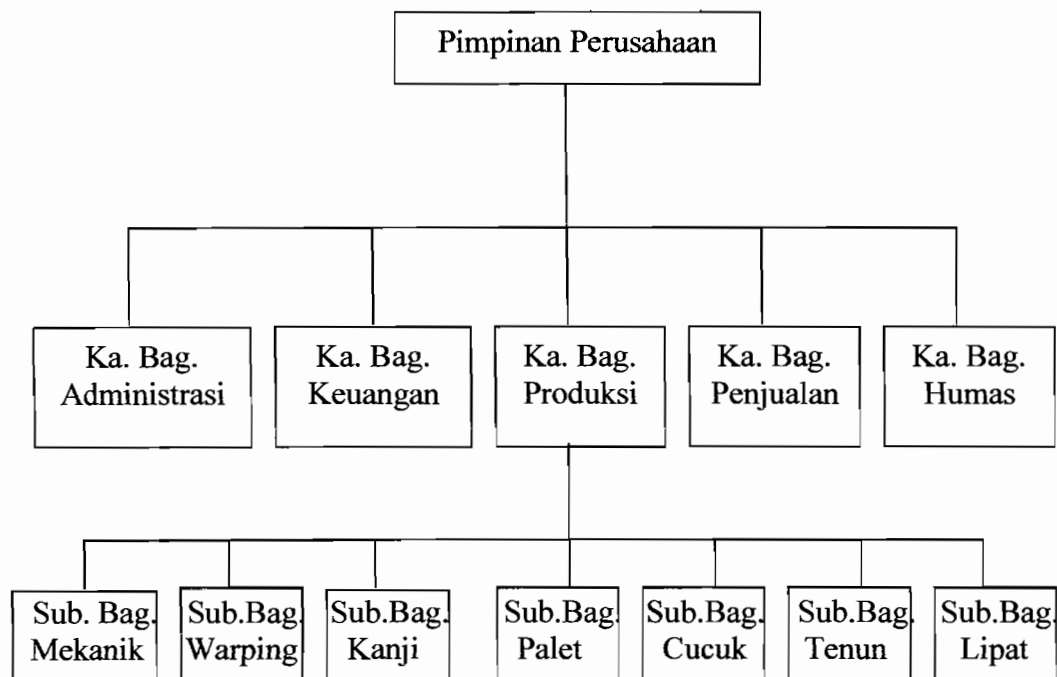 Pimpinan Perusahaan
Ka. Bag.
Administrasi
Ka. Bag.
Keuangan
Ka. Bag.
Produksi
Ka. Bag.
Penjualan
Ka. Bag.
Humas
Sub. Bag.
Mekanik
Sub.Bag.
Warping
Sub.Bag.
Kanji
Sub.Bag.
Palet
Sub.Bag.
Cucuk
Sub.Bag.
Tenun
Sub.Bag.
Lipat